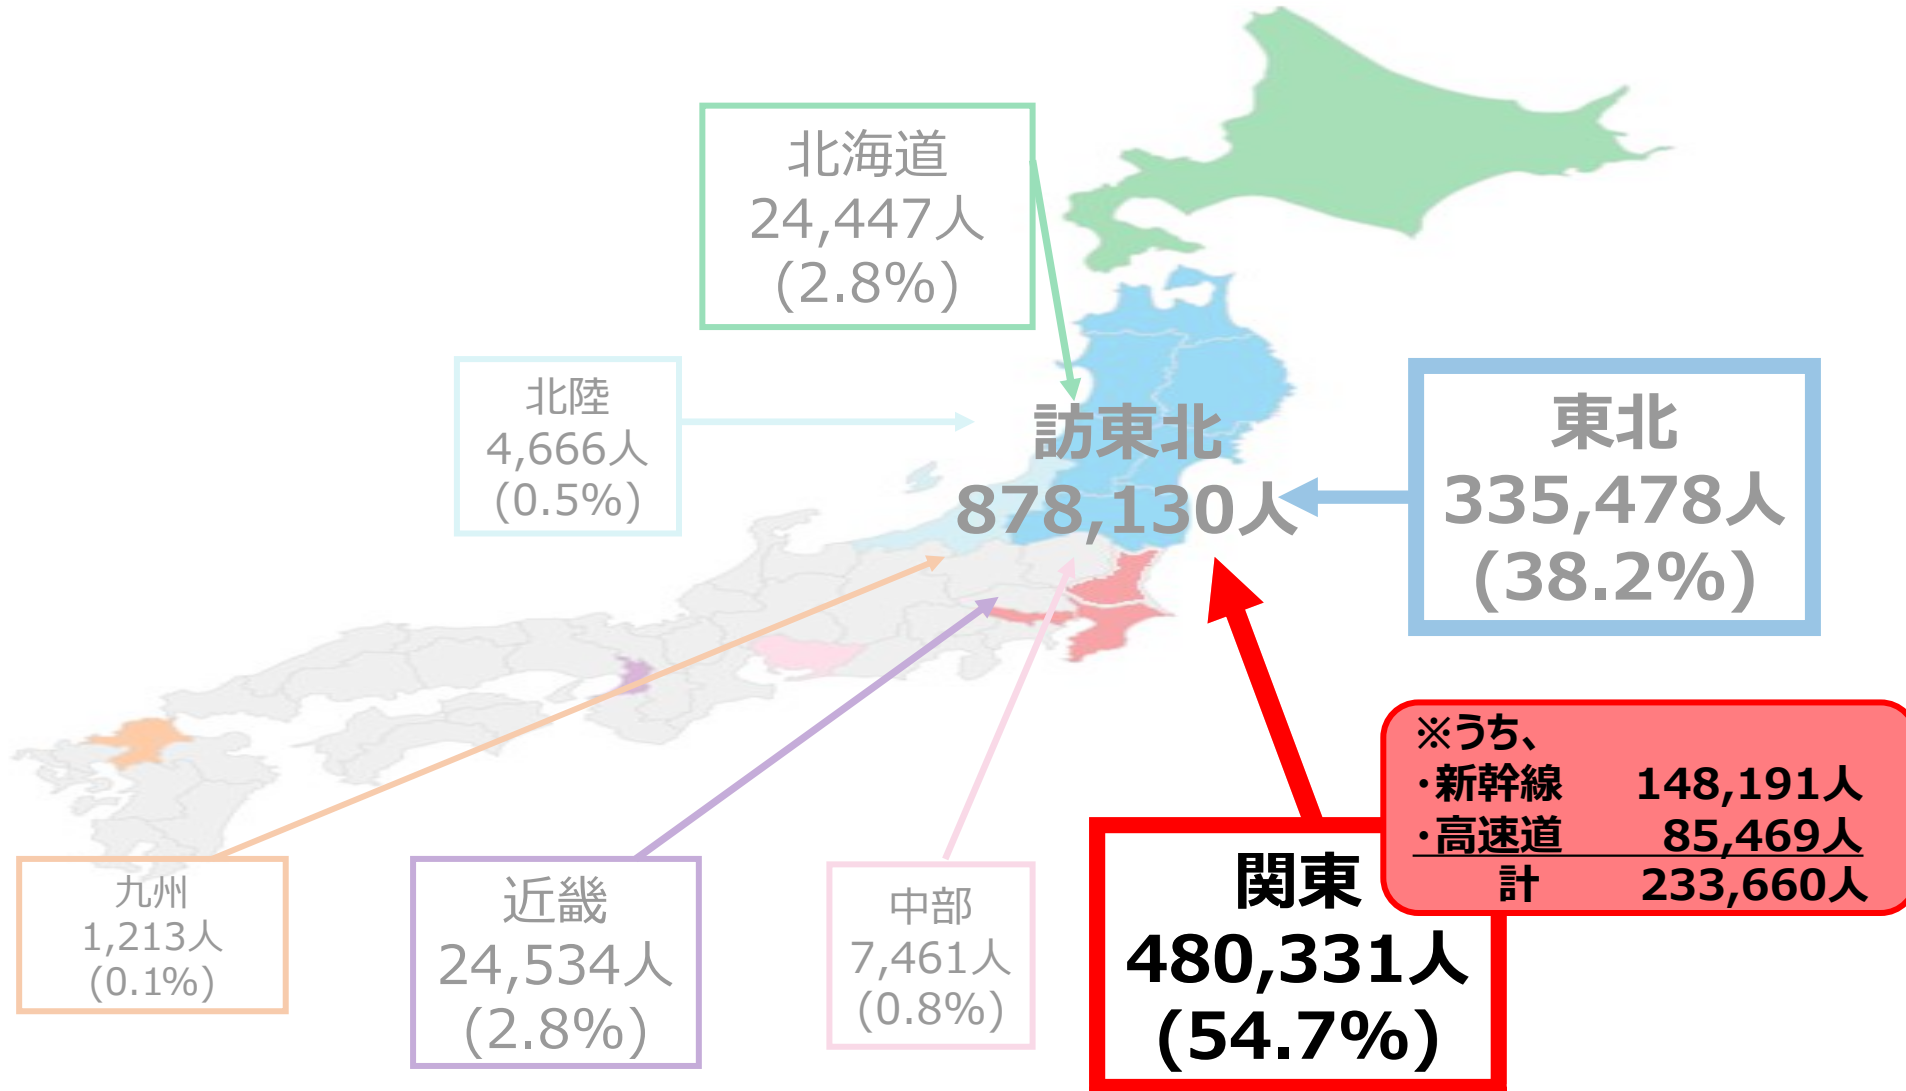 北海道
24,447人
(2.8%)
北陸
4,666人
(0.5%)
訪東北
878,130人
東北
335,478人
(38.2%)
九州
1,213人
(0.1%)
近畿
24,534人
(2.8%)
中部
7,461人
(0.8%)
関東
480,331人
(54.7%)
※うち、
・新幹線 148,191人
・高速道 85,469人
計 233,660人